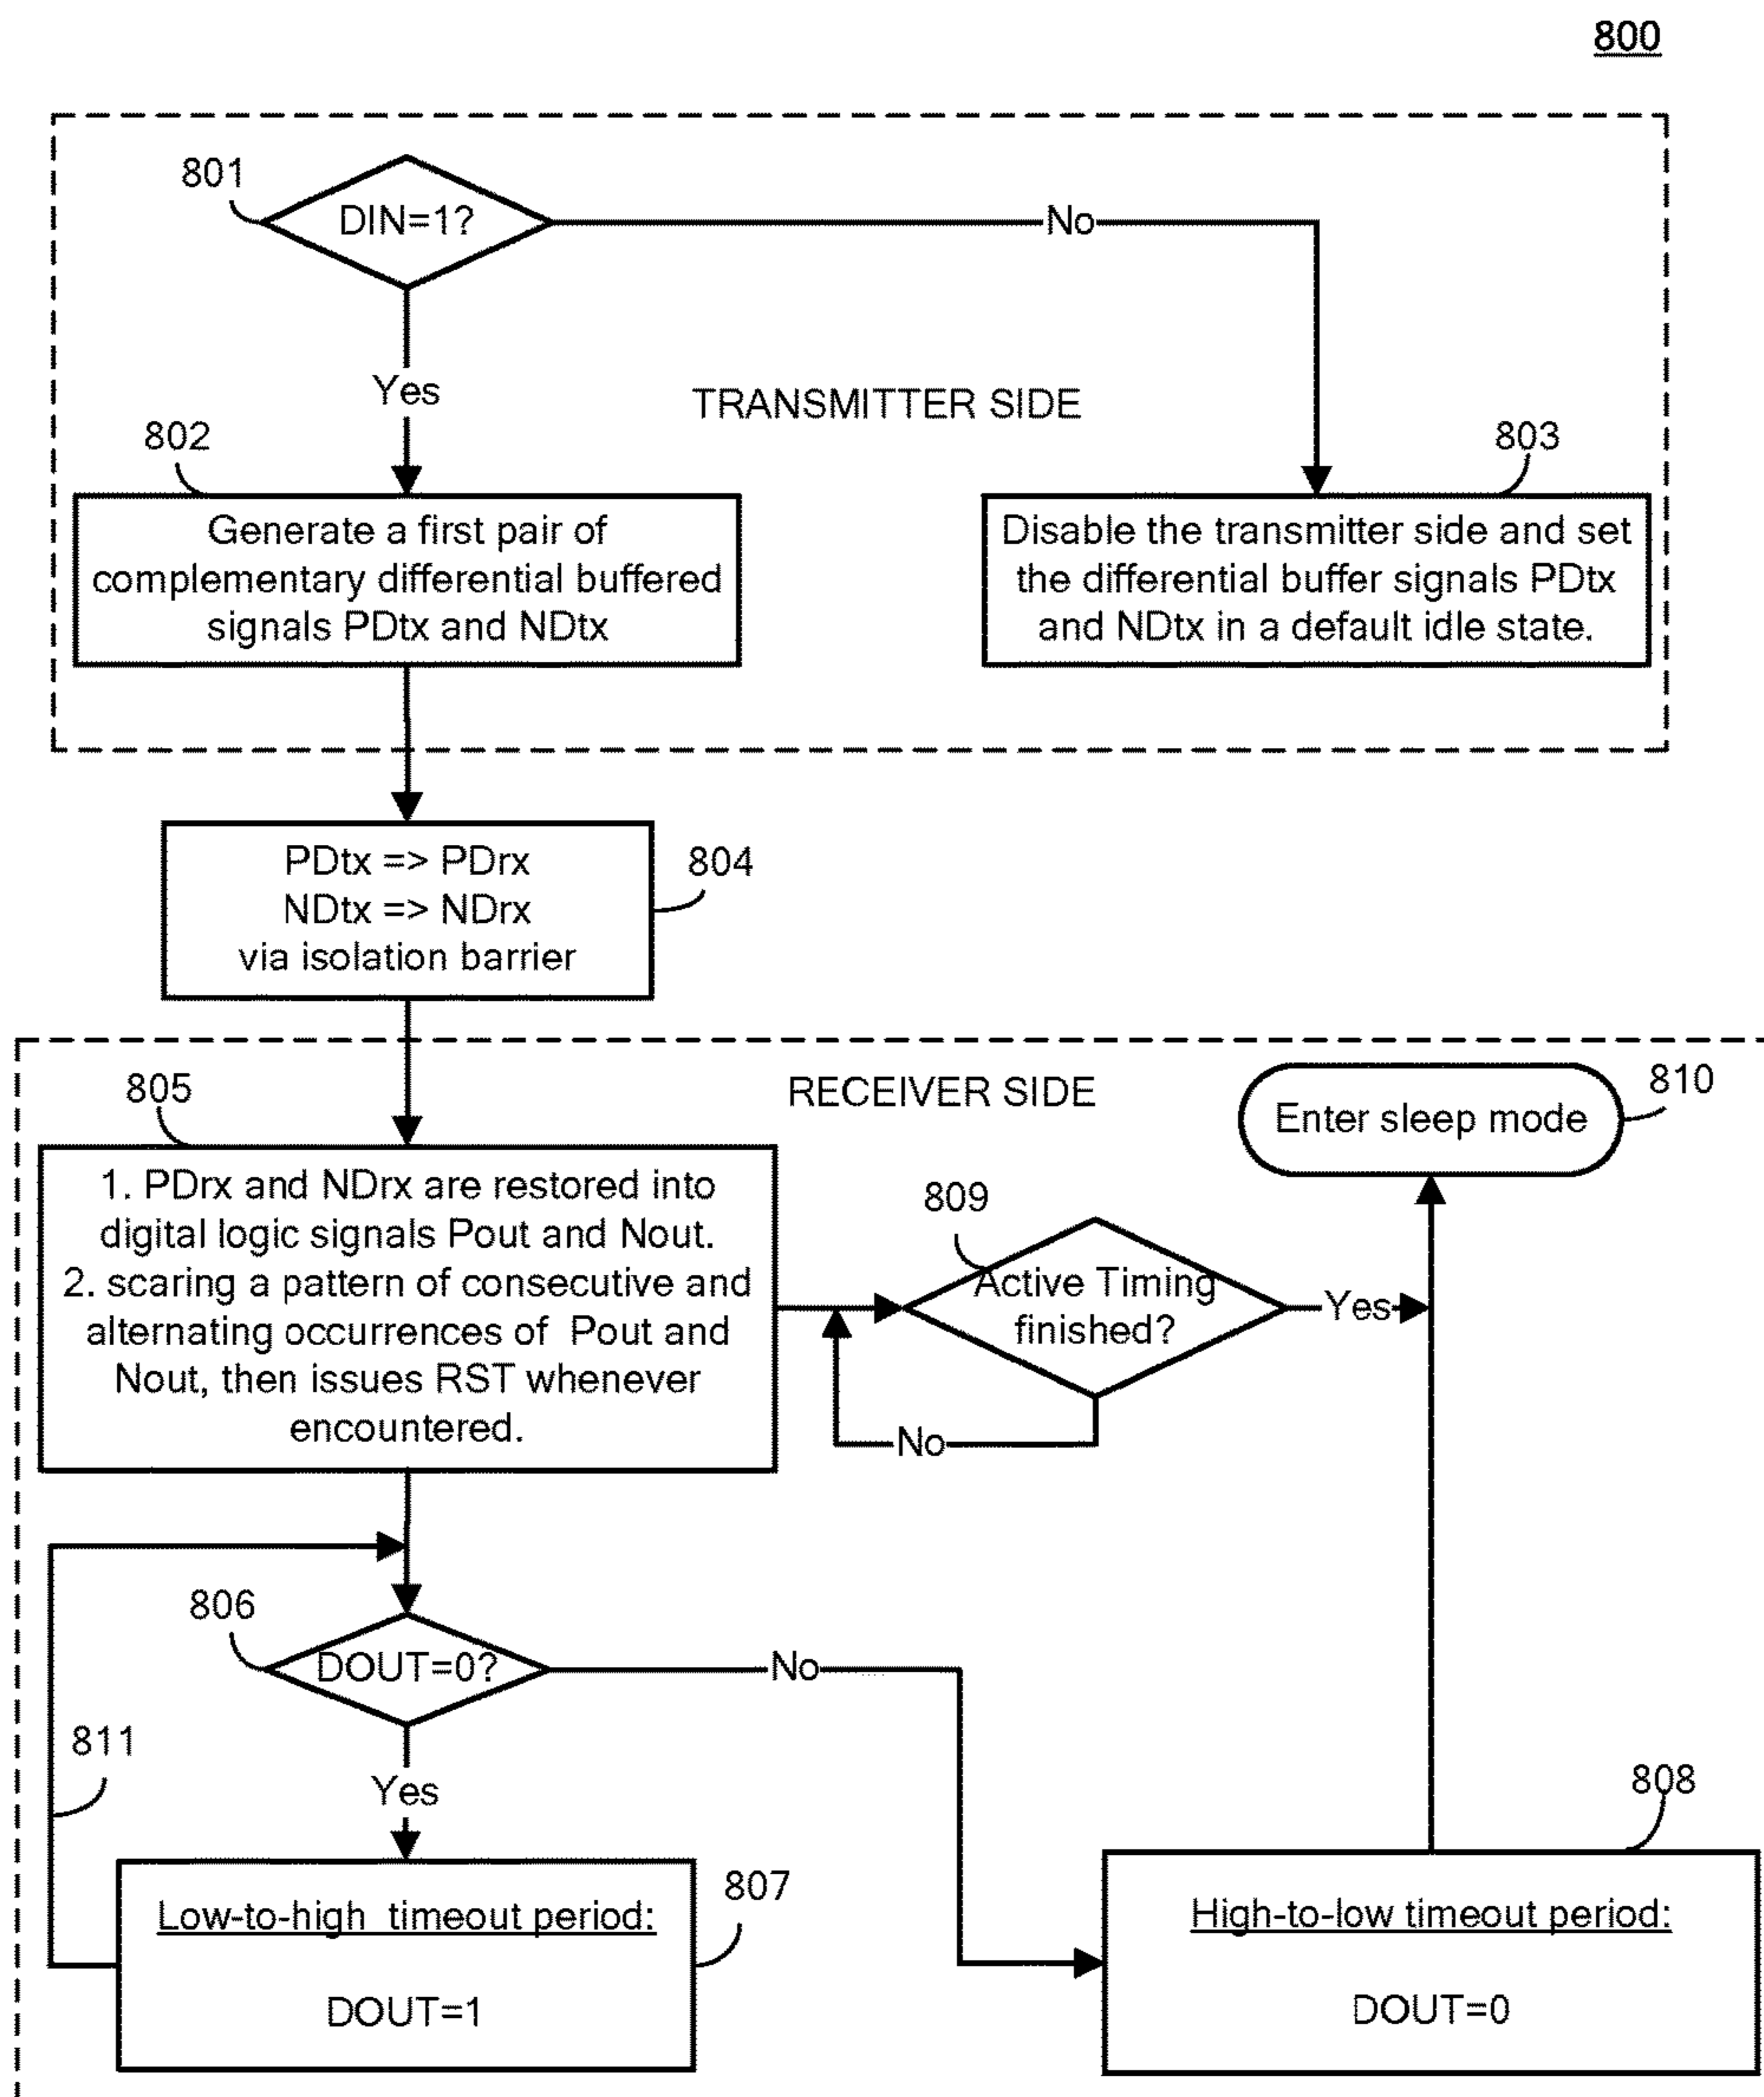 800
801
DIN=1?
No
Yes
TRANSMITTER SIDE
802
803
Generate a first pair of
complementary differential buffered
signals PDtx and NDtx
Disable the transmitter side and set
the differential buffer signals PDtx
and NDtx in a default idle state.
PDtx => PDrx
NDtx => NDrx
via isolation barrier
804
RECEIVER SIDE
805
810
Enter sleep mode
1. PDrx and NDrx are restored into
digital logic signals Pout and Nout.
2. scaring a pattern of consecutive and
alternating occurrences of Pout and
Nout, then issues RST whenever
encountered.
809
Active Timing
finished?
Yes
No
806
DOUT=0?
No
811
Yes
808
807
Low-to-high timeout period:
DOUT=1
High-to-low timeout period:
DOUT=0